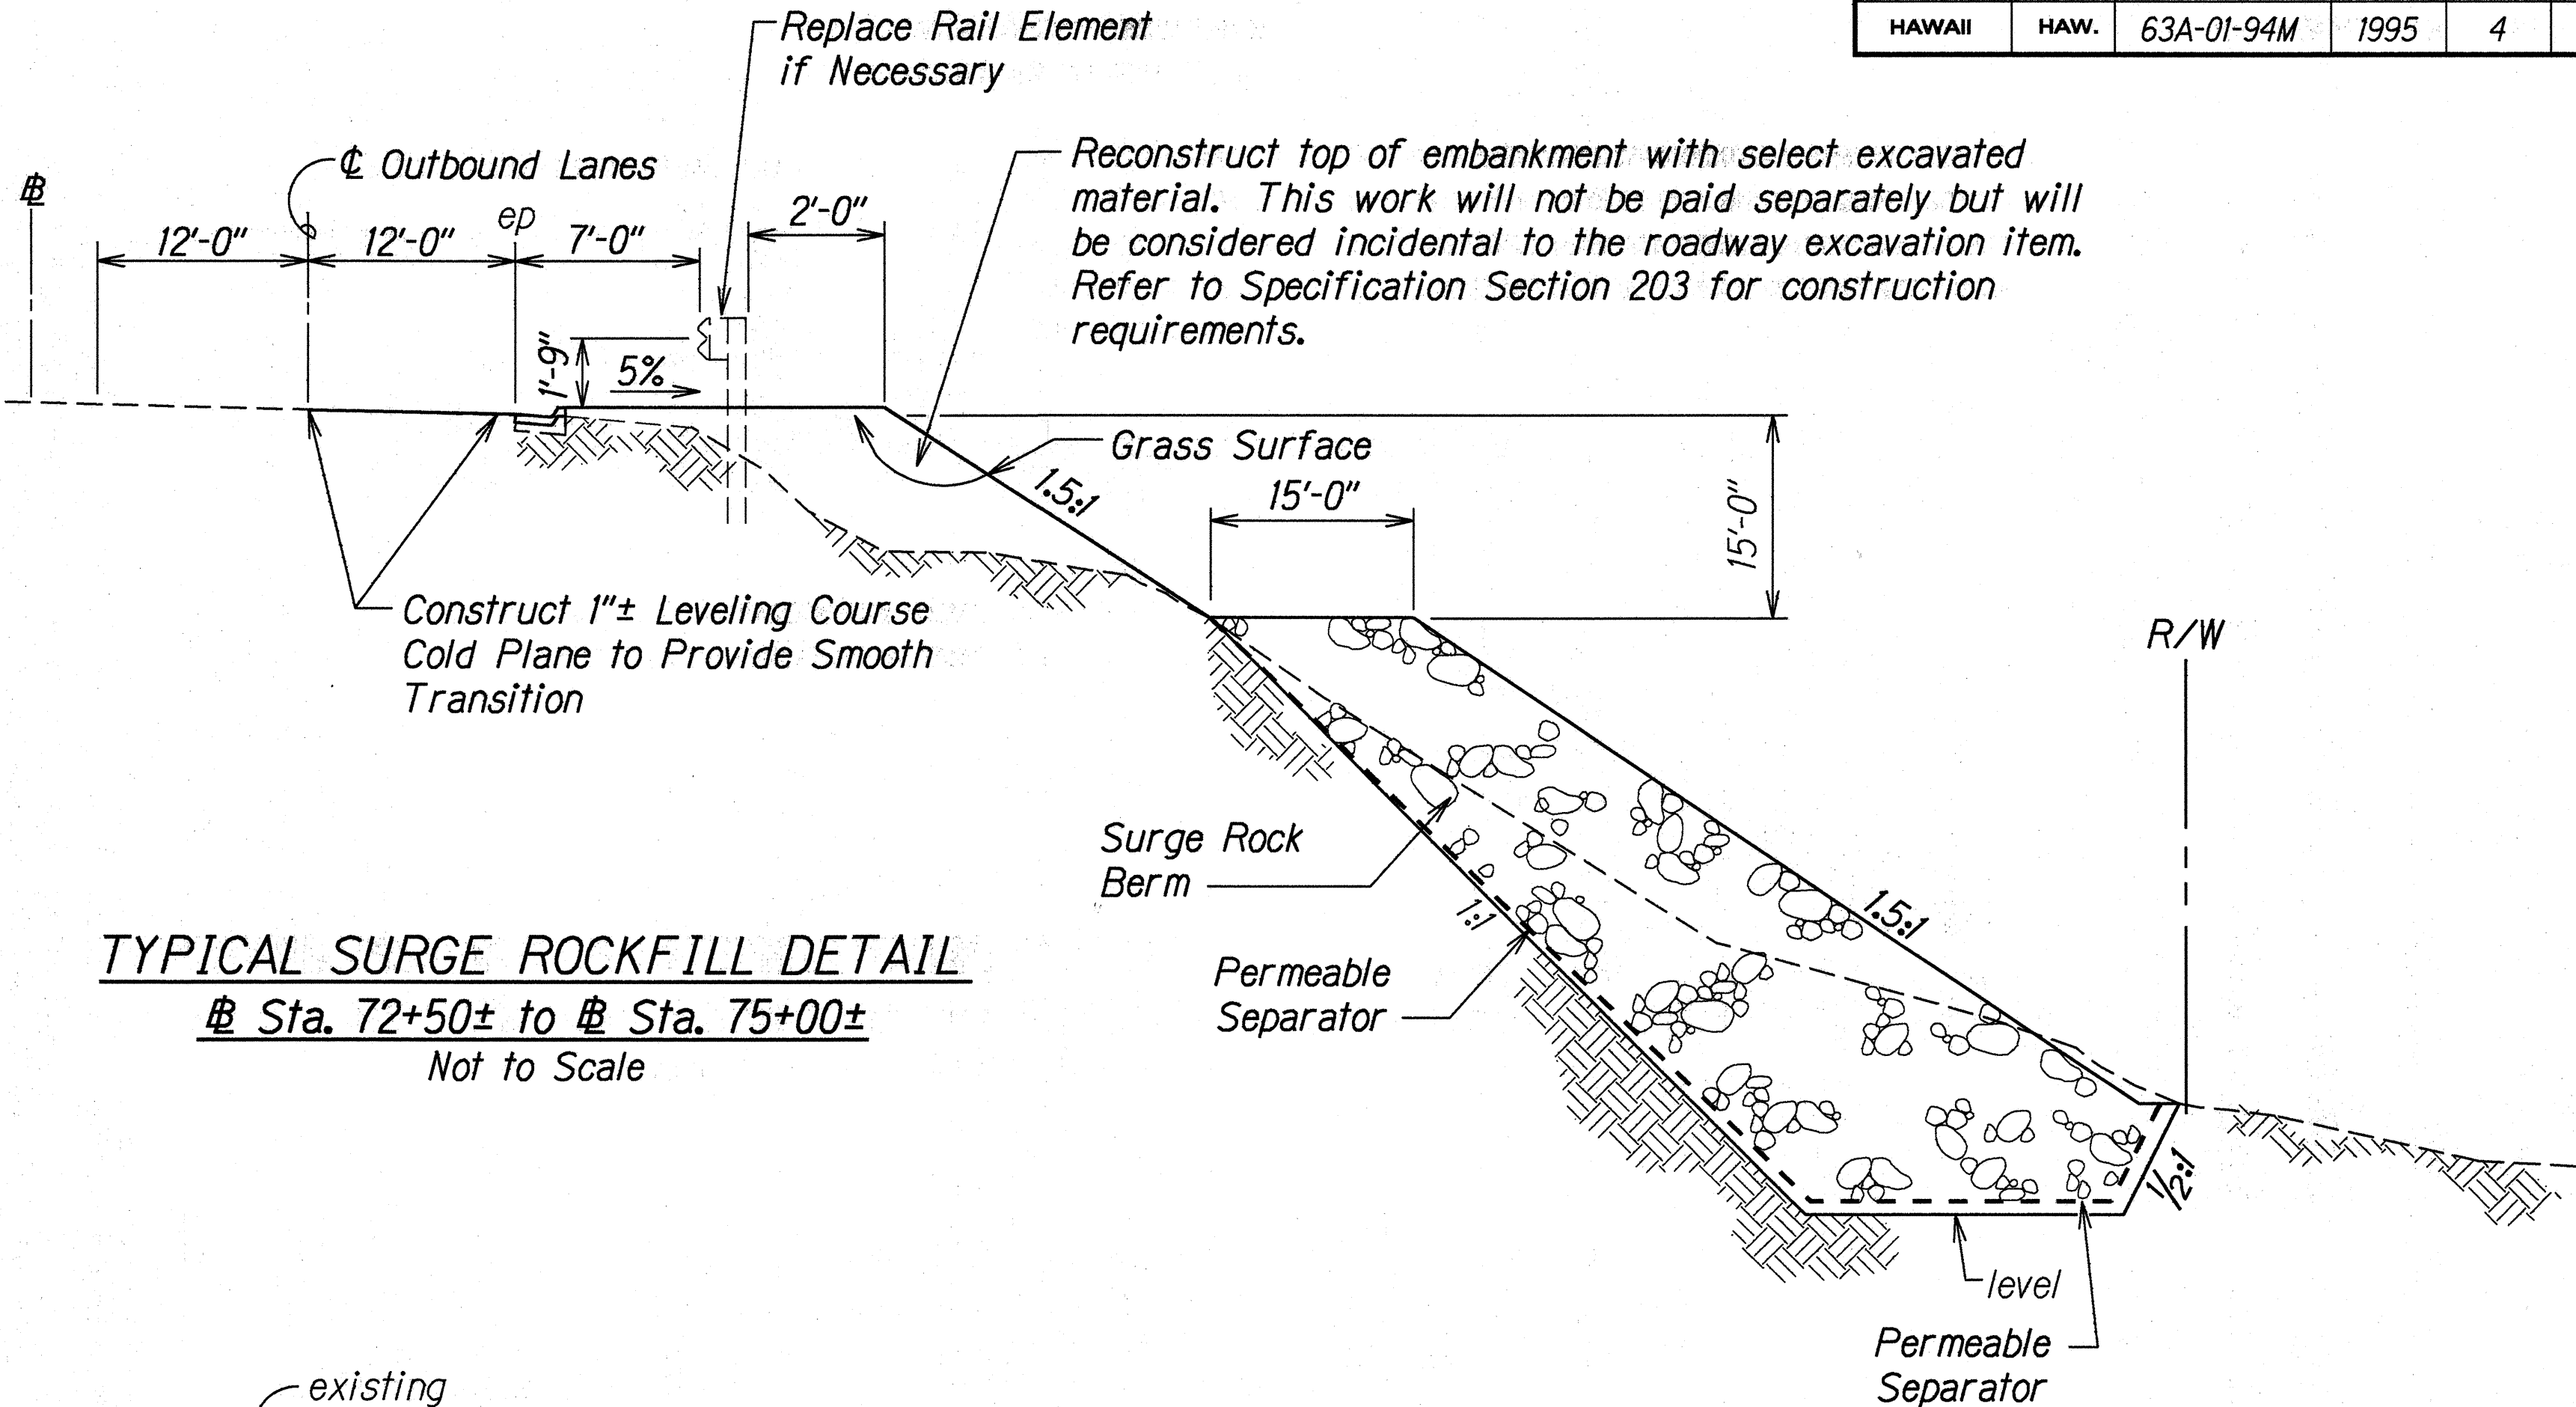 HAWAII HAW. 63A-01-94M 1995 4
Replace Rail Element
if Necessary
℄ Outbound Lanes
Reconstruct top of embankment with select excavated
material. This work will not be paid separately but will
be considered incidental to the roadway excavation item.
Refer to Specification Section 203 for construction
requirements.
BL
12'-0"
12'-0"
ep
7'-0"
2'-0"
1'-9"
5%
Grass Surface
1.5:1
15'-0"
15'-0"
Construct 1"± Leveling Course
Cold Plane to Provide Smooth
Transition
R/W
Surge Rock
Berm
1:1
1.5:1
Permeable
Separator
TYPICAL SURGE ROCKFILL DETAIL
BL Sta. 72+50± to BL Sta. 75+00±
Not to Scale
1/2:1
level
Permeable
Separator
existing